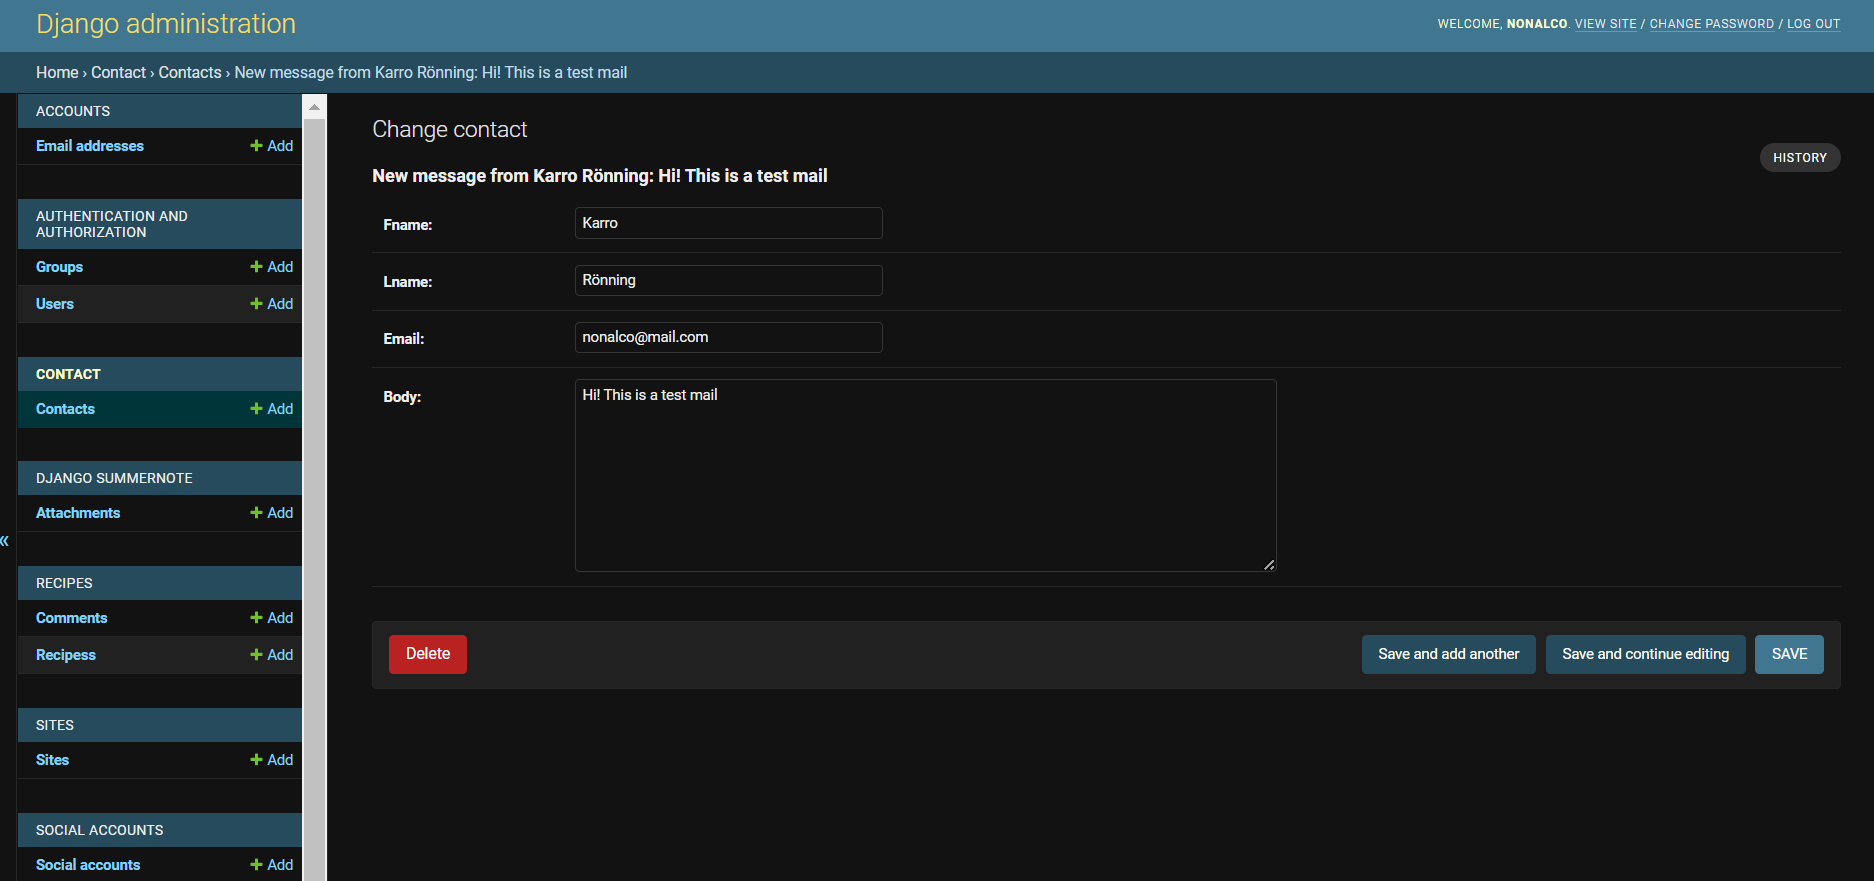 Django administration
WELCOME, NONALCO. VIEW SITE / CHANGE PASSWORD / LOG OUT
Home › Contact › Contacts › New message from Karro Rönning: Hi! This is a test mail
ACCOUNTS
Email addresses + Add
AUTHENTICATION AND
AUTHORIZATION
Groups + Add
Users + Add
CONTACT
Contacts + Add
DJANGO SUMMERNOTE
Attachments + Add
«
RECIPES
Comments + Add
Recipess + Add
SITES
Sites + Add
SOCIAL ACCOUNTS
Social accounts + Add
Change contact
HISTORY
New message from Karro Rönning: Hi! This is a test mail
Fname: Karro
Lname: Rönning
Email: nonalco@mail.com
Body: Hi! This is a test mail
Delete
Save and add another
Save and continue editing
SAVE